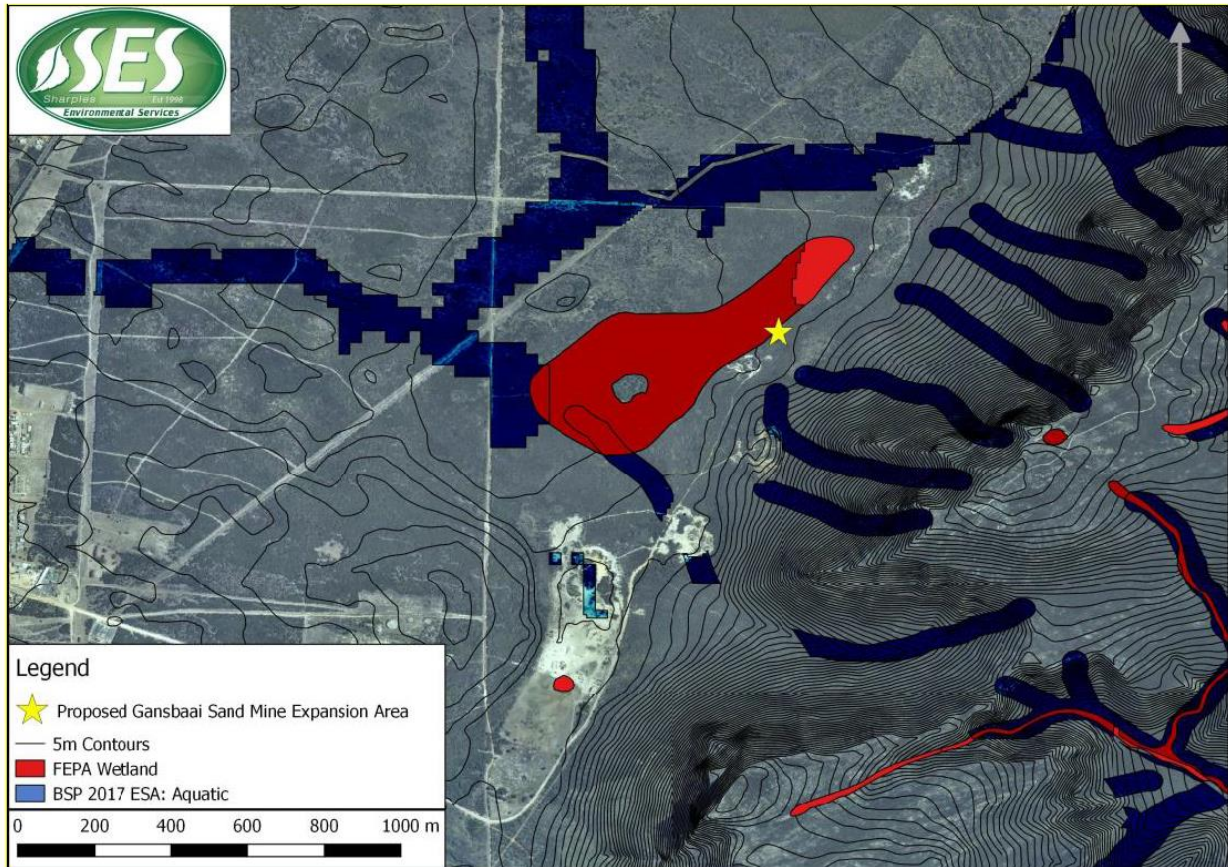 SES
Sharples Est 1998
Environmental Services
Legend
Proposed Gansbaai Sand Mine Expansion Area
5m Contours
FEPA Wetland
BSP 2017 ESA: Aquatic
0 200 400 600 800 1000 m